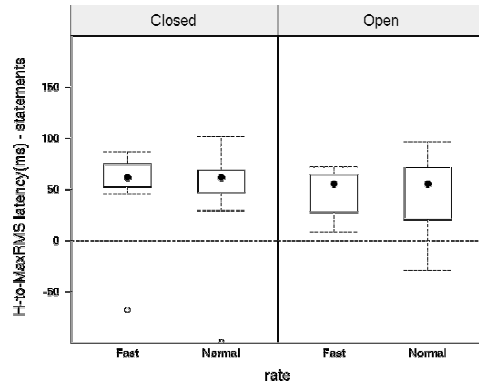 Closed Open
H-to-MaxRMS latency(ms) - statements
150
100
50
0
-50
Fast Normal Fast Normal
rate